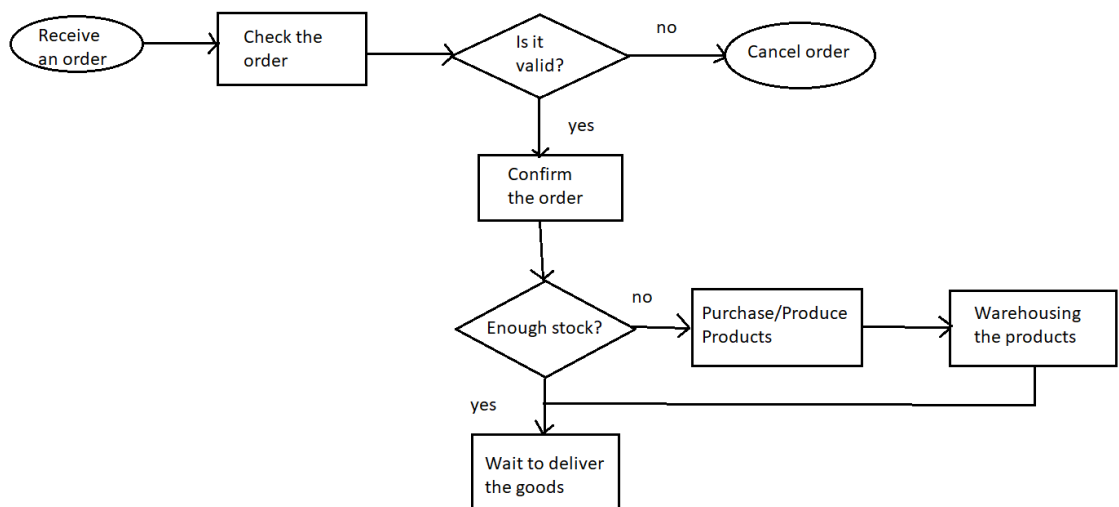 Receive
an order
Check the
order
Is it
valid?
no
Cancel order
yes
Confirm
the order
Enough stock?
no
Purchase/Produce
Products
Warehousing
the products
yes
Wait to deliver
the goods